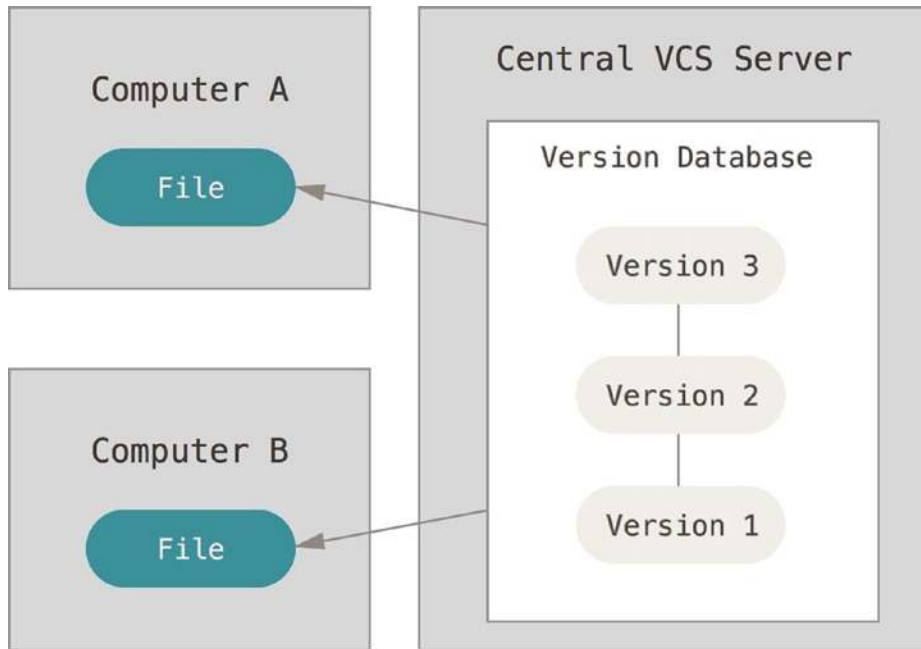 Computer A
File
Computer B
File
Central VCS Server
Version Database
Version 3
Version 2
Version 1